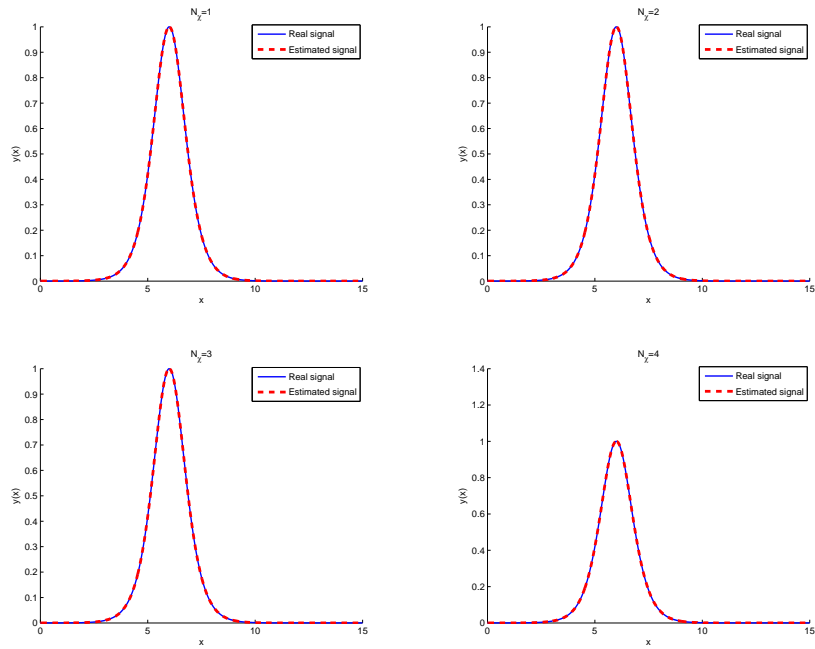 N_χ=1
Real signal
Estimated signal
1
0.9
0.8
0.7
0.6
0.5
0.4
0.3
0.2
0.1
0
y(x)
0 5 10 15
x
N_χ=2
Real signal
Estimated signal
1
0.9
0.8
0.7
0.6
0.5
0.4
0.3
0.2
0.1
0
y(x)
0 5 10 15
x
N_χ=3
Real signal
Estimated signal
1
0.9
0.8
0.7
0.6
0.5
0.4
0.3
0.2
0.1
0
y(x)
0 5 10 15
x
N_χ=4
Real signal
Estimated signal
1.4
1.2
1
0.8
0.6
0.4
0.2
0
y(x)
0 5 10 15
x